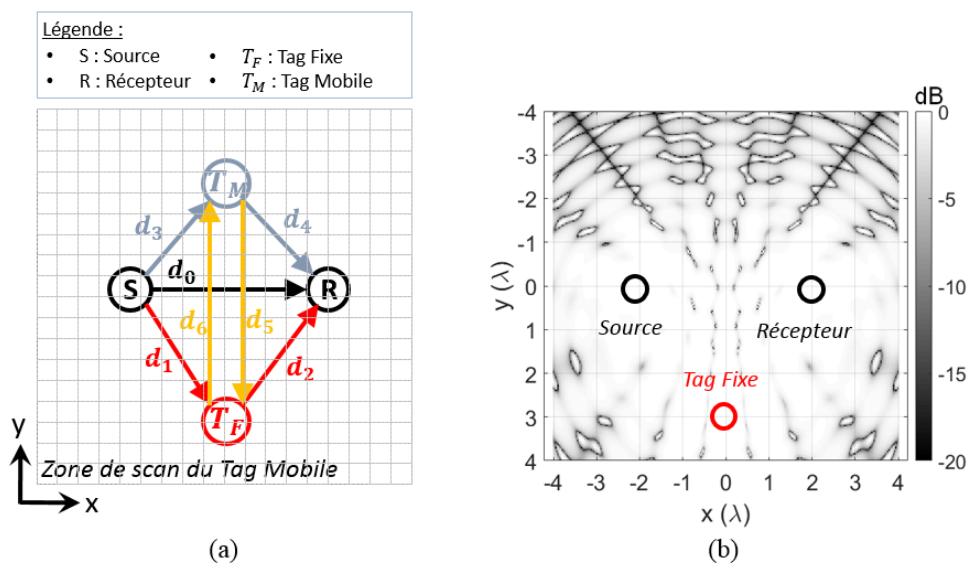 Légende :
• S : Source • T_F : Tag Fixe
• R : Récepteur • T_M : Tag Mobile
T_M
d_3 d_4
d_0
S R
d_6 d_5
d_1 d_2
T_F
y
Zone de scan du Tag Mobile
x
(a)
dB
-4 0
-3
-2 -5
-1
y (λ) 0 -10
Source Récepteur
1
2 -15
Tag Fixe
3
4 -20
-4 -3 -2 -1 0 1 2 3 4
x (λ)
(b)